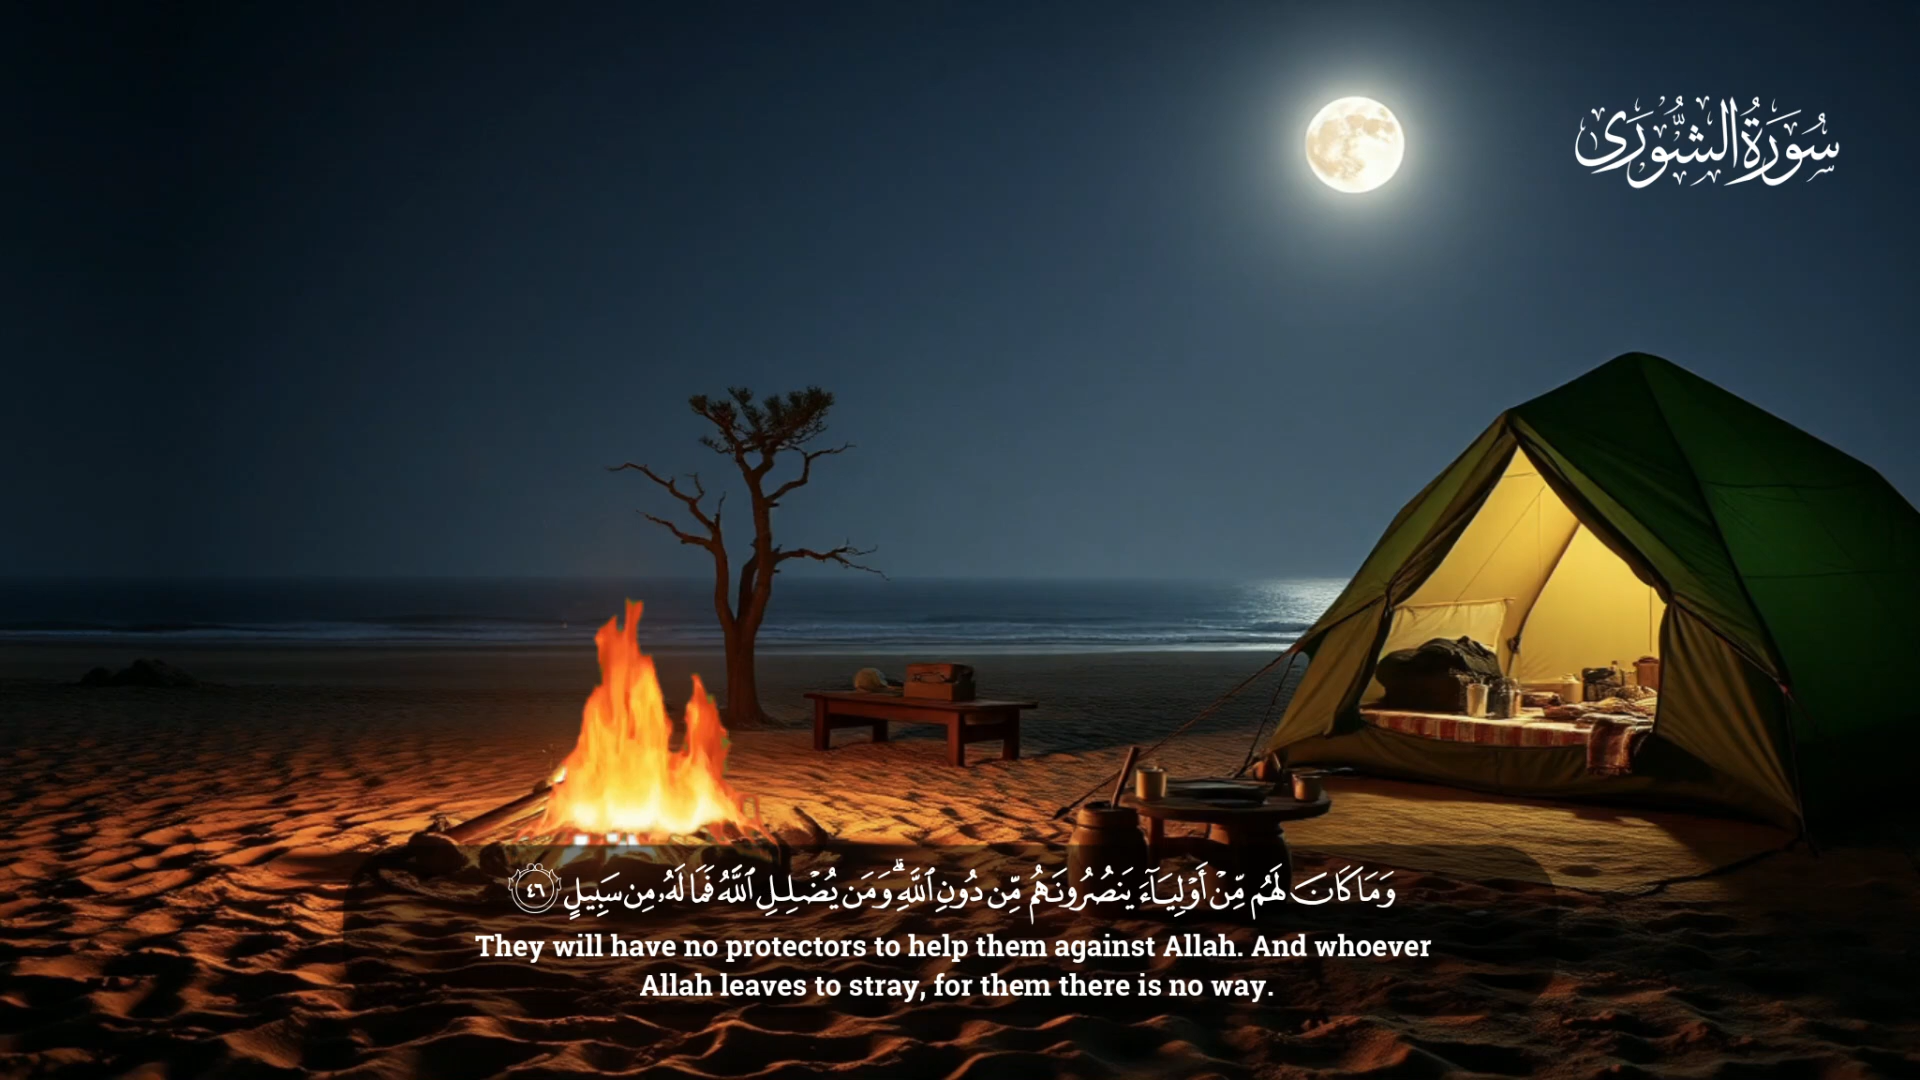 سُورَةُ الشُّورَى
وَمَا كَانَ لَهُم مِّنْ أَوْلِيَآءَ يَنصُرُونَهُم مِّن دُونِ ٱللَّهِ ۗ وَمَن يُضْلِلِ ٱللَّهُ فَمَا لَهُۥ مِن سَبِيلٍ ٤٦
They will have no protectors to help them against Allah. And whoever
Allah leaves to stray, for them there is no way.